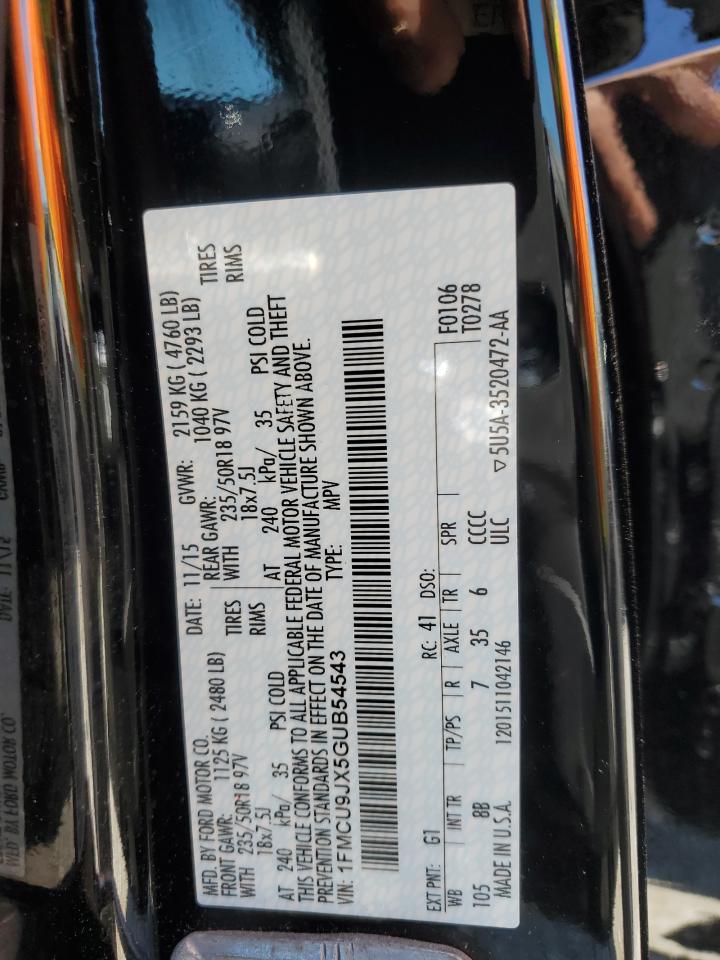 MFD. BY FORD MOTOR CO.
DATE: 11/15 GVWR: 2159 KG ( 4760 LB)
FRONT GAWR: 1125 KG ( 2480 LB)
REAR GAWR: 1040 KG ( 2293 LB)
WITH 235/50R18 97V TIRES
WITH 235/50R18 97V TIRES
18x7.5J RIMS
18x7.5J RIMS
AT 240 kPa/ 35 PSI COLD
AT 240 kPa/ 35 PSI COLD
THIS VEHICLE CONFORMS TO ALL APPLICABLE FEDERAL MOTOR VEHICLE SAFETY AND THEFT
PREVENTION STANDARDS IN EFFECT ON THE DATE OF MANUFACTURE SHOWN ABOVE.
VIN: 1FMCU9JX5GUB54543 TYPE: MPV
EXT PNT: G1 RC: 41 DSO: F0106
T0278
WB INT TR TP/PS R AXLE TR SPR
105 8B 7 35 6 CCCC
MADE IN U.S.A. 1201511042146 ULC ▽5U5A-3520472-AA